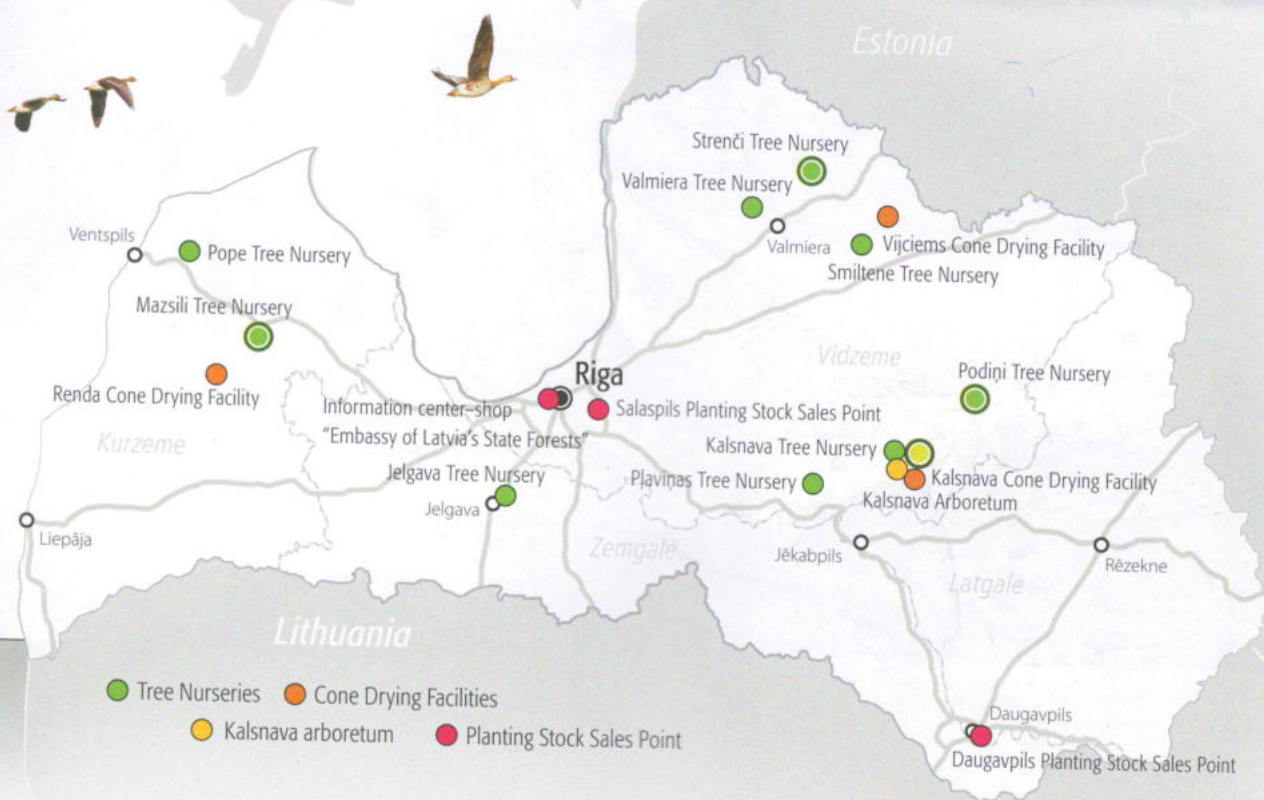 Estonia
Strenči Tree Nursery
Valmiera Tree Nursery
Valmiera
Vijciems Cone Drying Facility
Smiltene Tree Nursery
Ventspils
Pope Tree Nursery
Mazsili Tree Nursery
Renda Cone Drying Facility
Kurzeme
Vidzeme
Riga
Information center-shop
"Embassy of Latvia's State Forests"
Salaspils Planting Stock Sales Point
Podiņi Tree Nursery
Kalsnava Tree Nursery
Kalsnava Cone Drying Facility
Kalsnava Arboretum
Pļaviņas Tree Nursery
Jelgava Tree Nursery
Jelgava
Liepāja
Zemgale
Jēkabpils
Latgale
Rēzekne
Lithuania
Daugavpils
Daugavpils Planting Stock Sales Point
Tree Nurseries
Cone Drying Facilities
Kalsnava arboretum
Planting Stock Sales Point